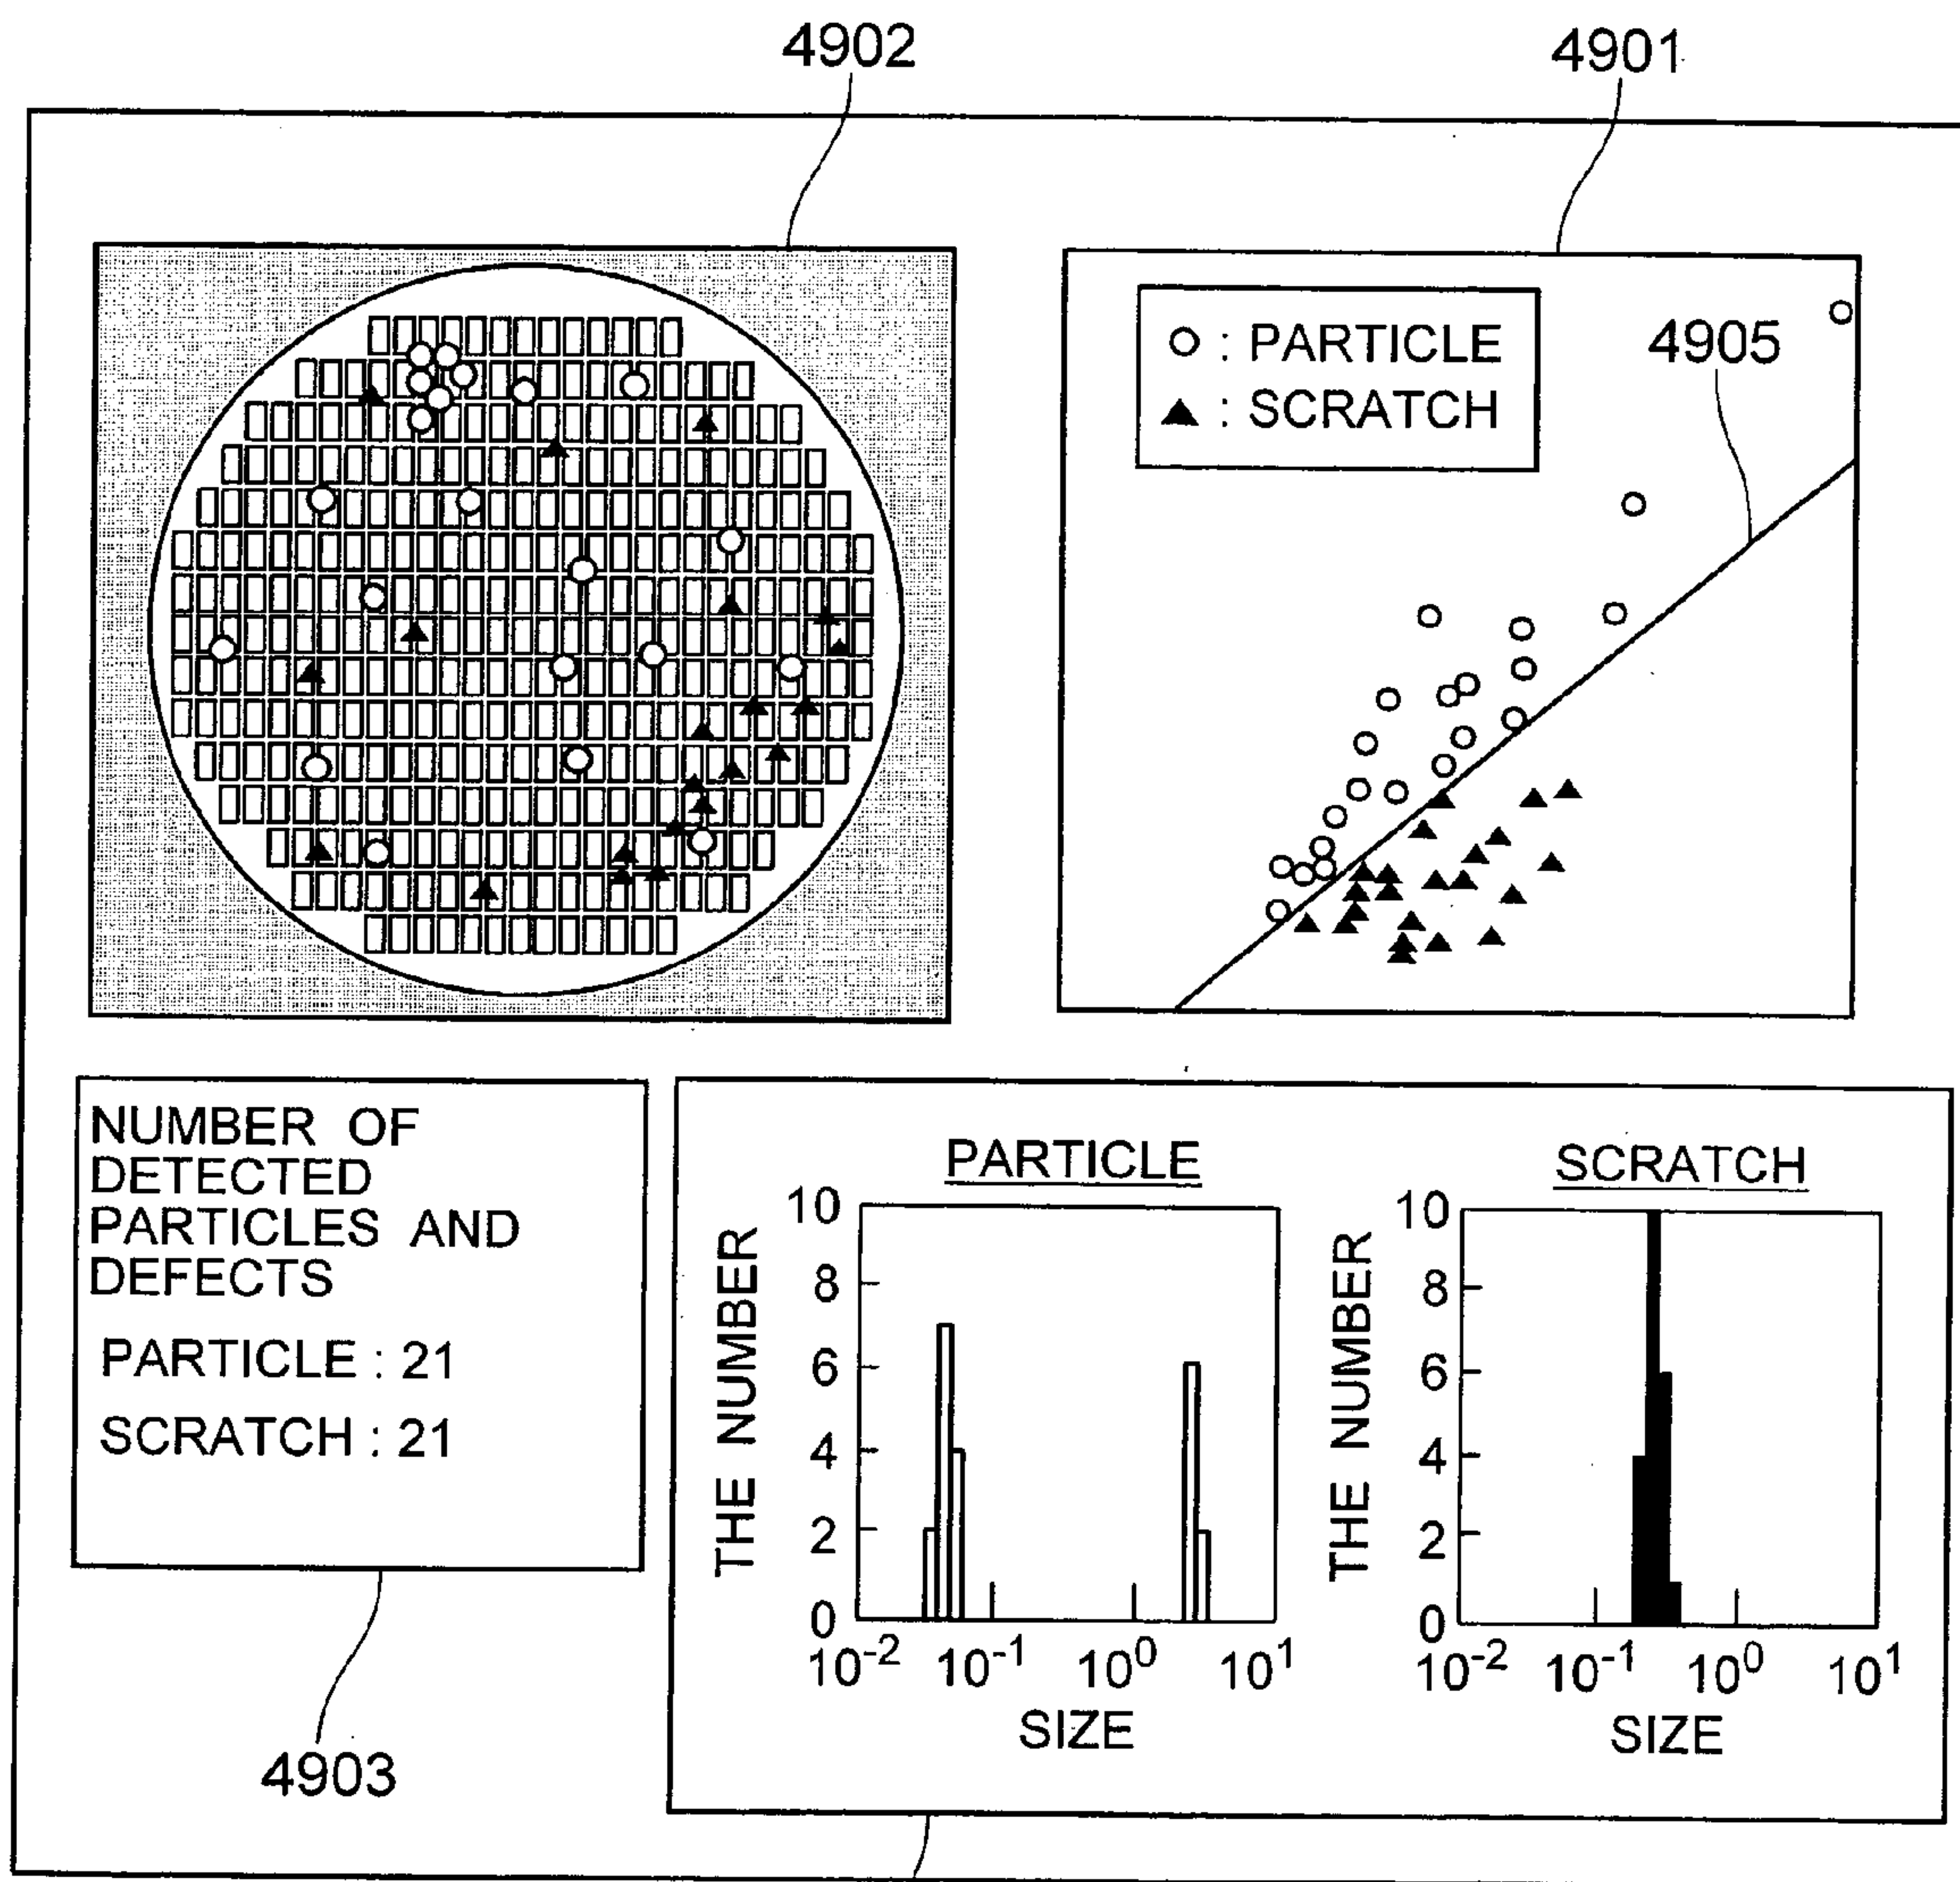 4902
4901
○ : PARTICLE
▲ : SCRATCH
4905
NUMBER OF
DETECTED
PARTICLES AND
DEFECTS
PARTICLE : 21
SCRATCH : 21
4903
PARTICLE
THE NUMBER
10
8
6
4
2
0
10-2 10-1 100 101
SIZE
SCRATCH
THE NUMBER
10
8
6
4
2
0
10-2 10-1 100 101
SIZE